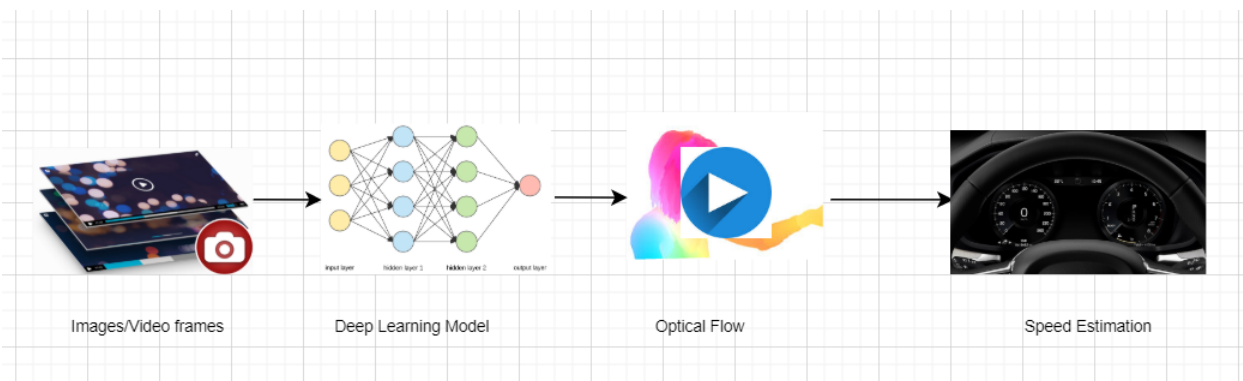 input layer
hidden layer 1
hidden layer 2
output layer
0
Images/Video frames
Deep Learning Model
Optical Flow
Speed Estimation